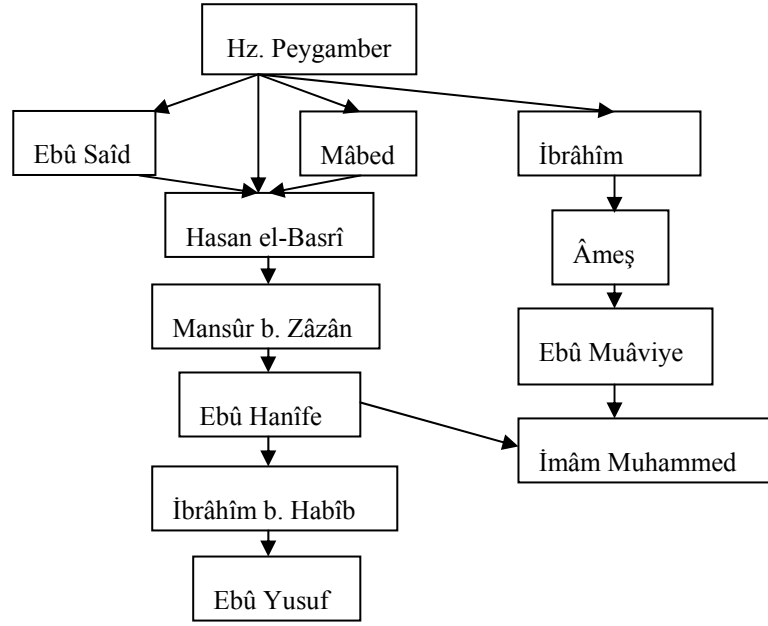 Hz. Peygamber
Ebû Saîd
Mâbed
İbrâhîm
Hasan el-Basrî
Âmeş
Mansûr b. Zâzân
Ebû Muâviye
Ebû Hanîfe
İmâm Muhammed
İbrâhîm b. Habîb
Ebû Yusuf